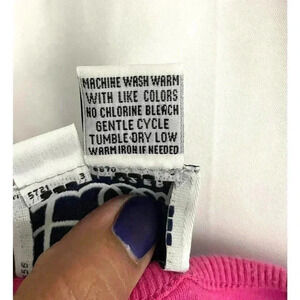 MACHINE WASH WARM
WITH LIKE COLORS
NO CHLORINE BLEACH
GENTLE CYCLE
TUMBLE DRY LOW
WARM IRON IF NEEDED